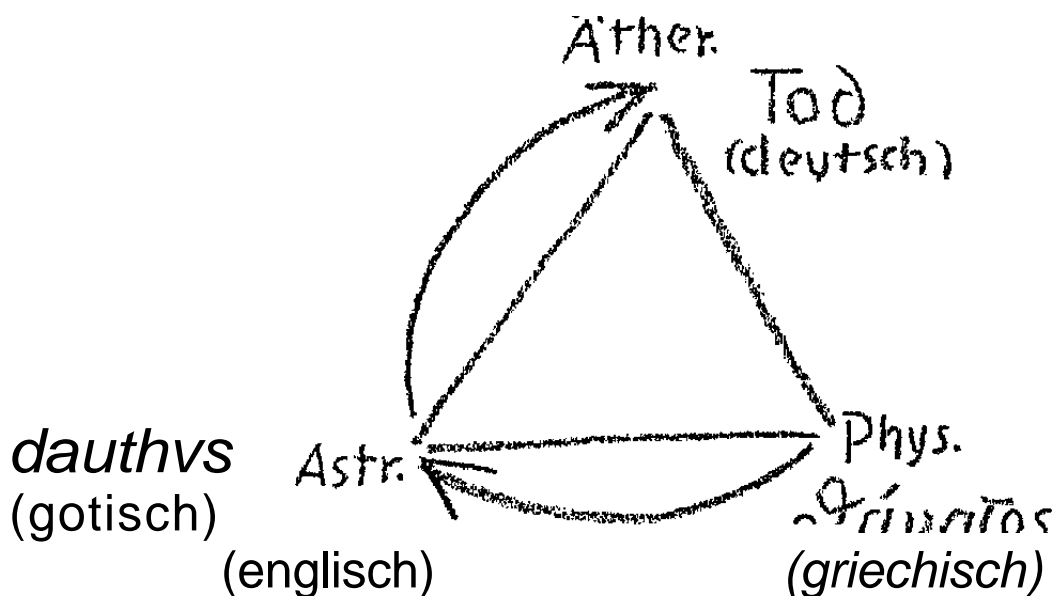 Äther.
Tod
(deutsch)
dauthvs
(gotisch)
Astr.
Phys.
(englisch)
(griechisch)